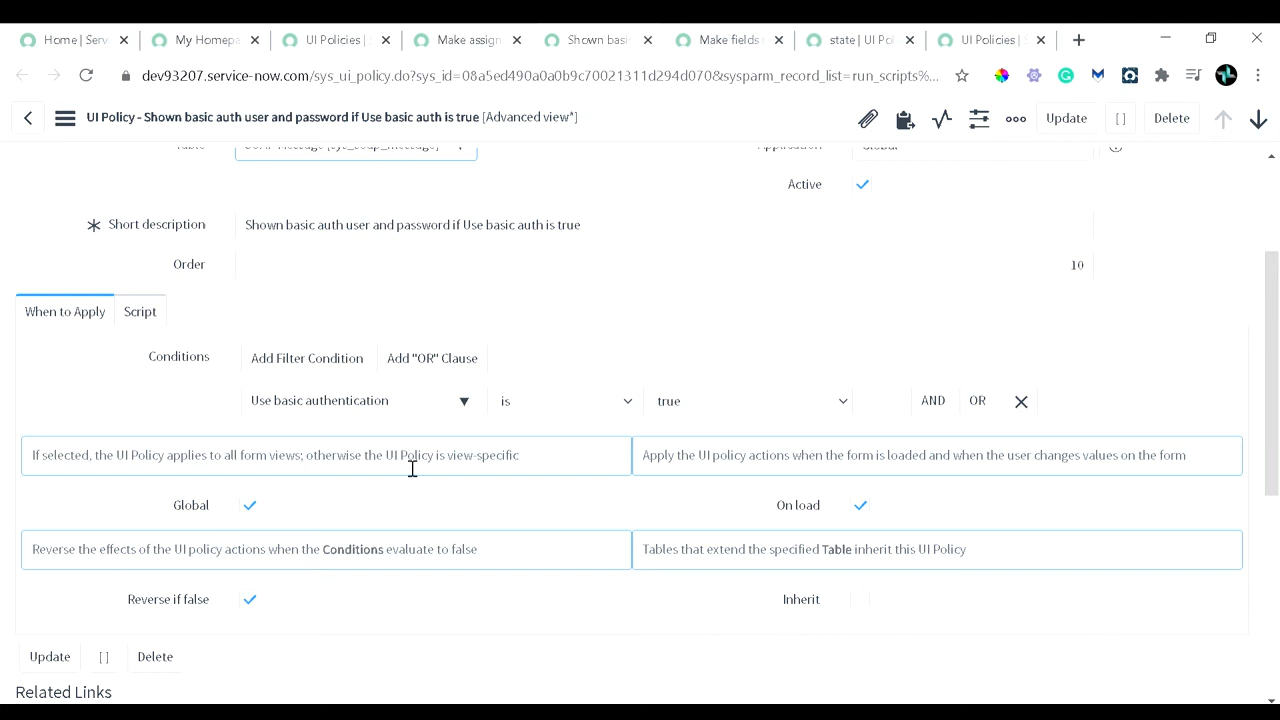 Home | Serv
My Homepa
UI Policies | S
Make assign
Shown basi
Make fields
state | UI Pol
UI Policies | S
dev93207.service-now.com/sys_ui_policy.do?sys_id=08a5ed490a0a0b9c70021311d294d070&sysparm_record_list=run_scripts%...
UI Policy - Shown basic auth user and password if Use basic auth is true [Advanced view*]
Update
[ ]
Delete
Table
SOAP Message [sys_soap_message]
Application
Global
Active
Short description
Shown basic auth user and password if Use basic auth is true
Order
10
When to Apply
Script
Conditions
Add Filter Condition
Add "OR" Clause
Use basic authentication
is
true
AND
OR
If selected, the UI Policy applies to all form views; otherwise the UI Policy is view-specific
Apply the UI policy actions when the form is loaded and when the user changes values on the form
Global
On load
Reverse the effects of the UI policy actions when the Conditions evaluate to false
Tables that extend the specified Table inherit this UI Policy
Reverse if false
Inherit
Update
[ ]
Delete
Related Links